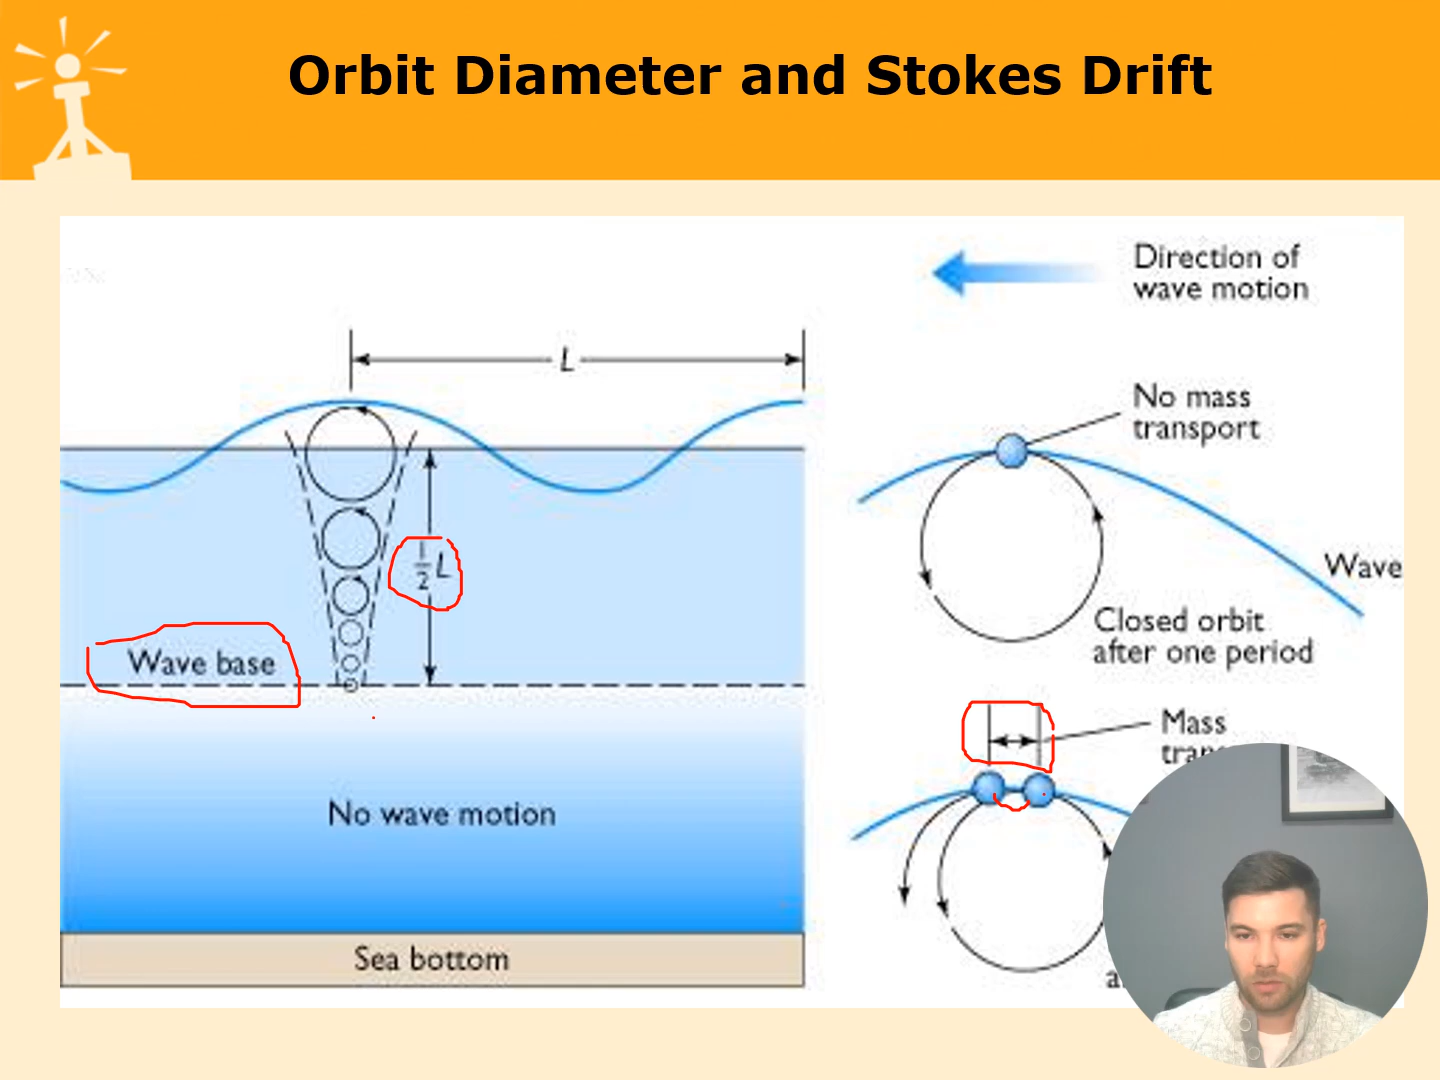 Orbit Diameter and Stokes Drift
Direction of
wave motion
L
No mass
transport
½L
Wave
Closed orbit
after one period
Wave base
Mass
No wave motion
Sea bottom